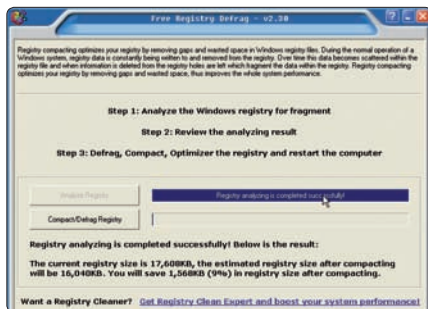 Free Registry Defrag - v2.30
Registry compacting optimizes your registry by removing gaps and wasted space in Windows registry files. During the normal operation of a
Windows system, registry data is constantly being written to and removed from the registry. Over time this data becomes scattered within the
registry file and when information is deleted from the registry holes are left which fragment the data within the registry. Registry compacting
optimizes your registry by removing gaps and wasted space, thus improves the whole system performance.
Step 1: Analyze the Windows registry for fragment
Step 2: Review the analyzing result
Step 3: Defrag, Compact, Optimizer the registry and restart the computer
Analyze Registry
Registry analyzing is completed successfully!
Compact/Defrag Registry
Registry analyzing is completed successfully! Below is the result:
The current registry size is 17,608KB, the estimated registry size after compacting
will be 16,040KB. You will save 1,568KB (9%) in registry size after compacting.
Want a Registry Cleaner? Get Registry Clean Expert and boost your system performance!